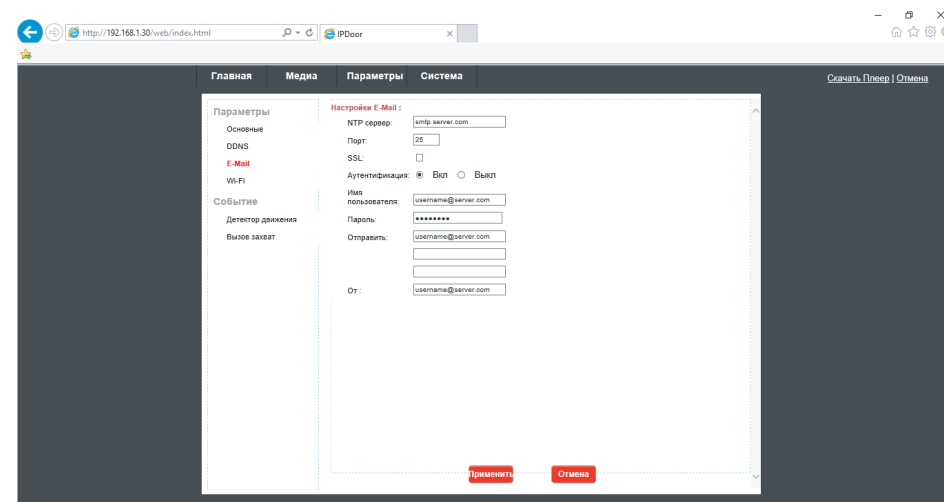 http://192.168.1.30/web/index.html
IPDoor
Главная Медиа Параметры Система
Скачать Плеер | Отмена
Параметры
Основные
DDNS
E-Mail
Wi-Fi
Событие
Детектор движения
Вызов захват
Настройки E-Mail :
NTP сервер: smtp.server.com
Порт: 25
SSL:
Аутентификация: Вкл Выкл
Имя
пользователя: username@server.com
Пароль: ••••••••
Отправить: username@server.com
От : username@server.com
Применить Отмена